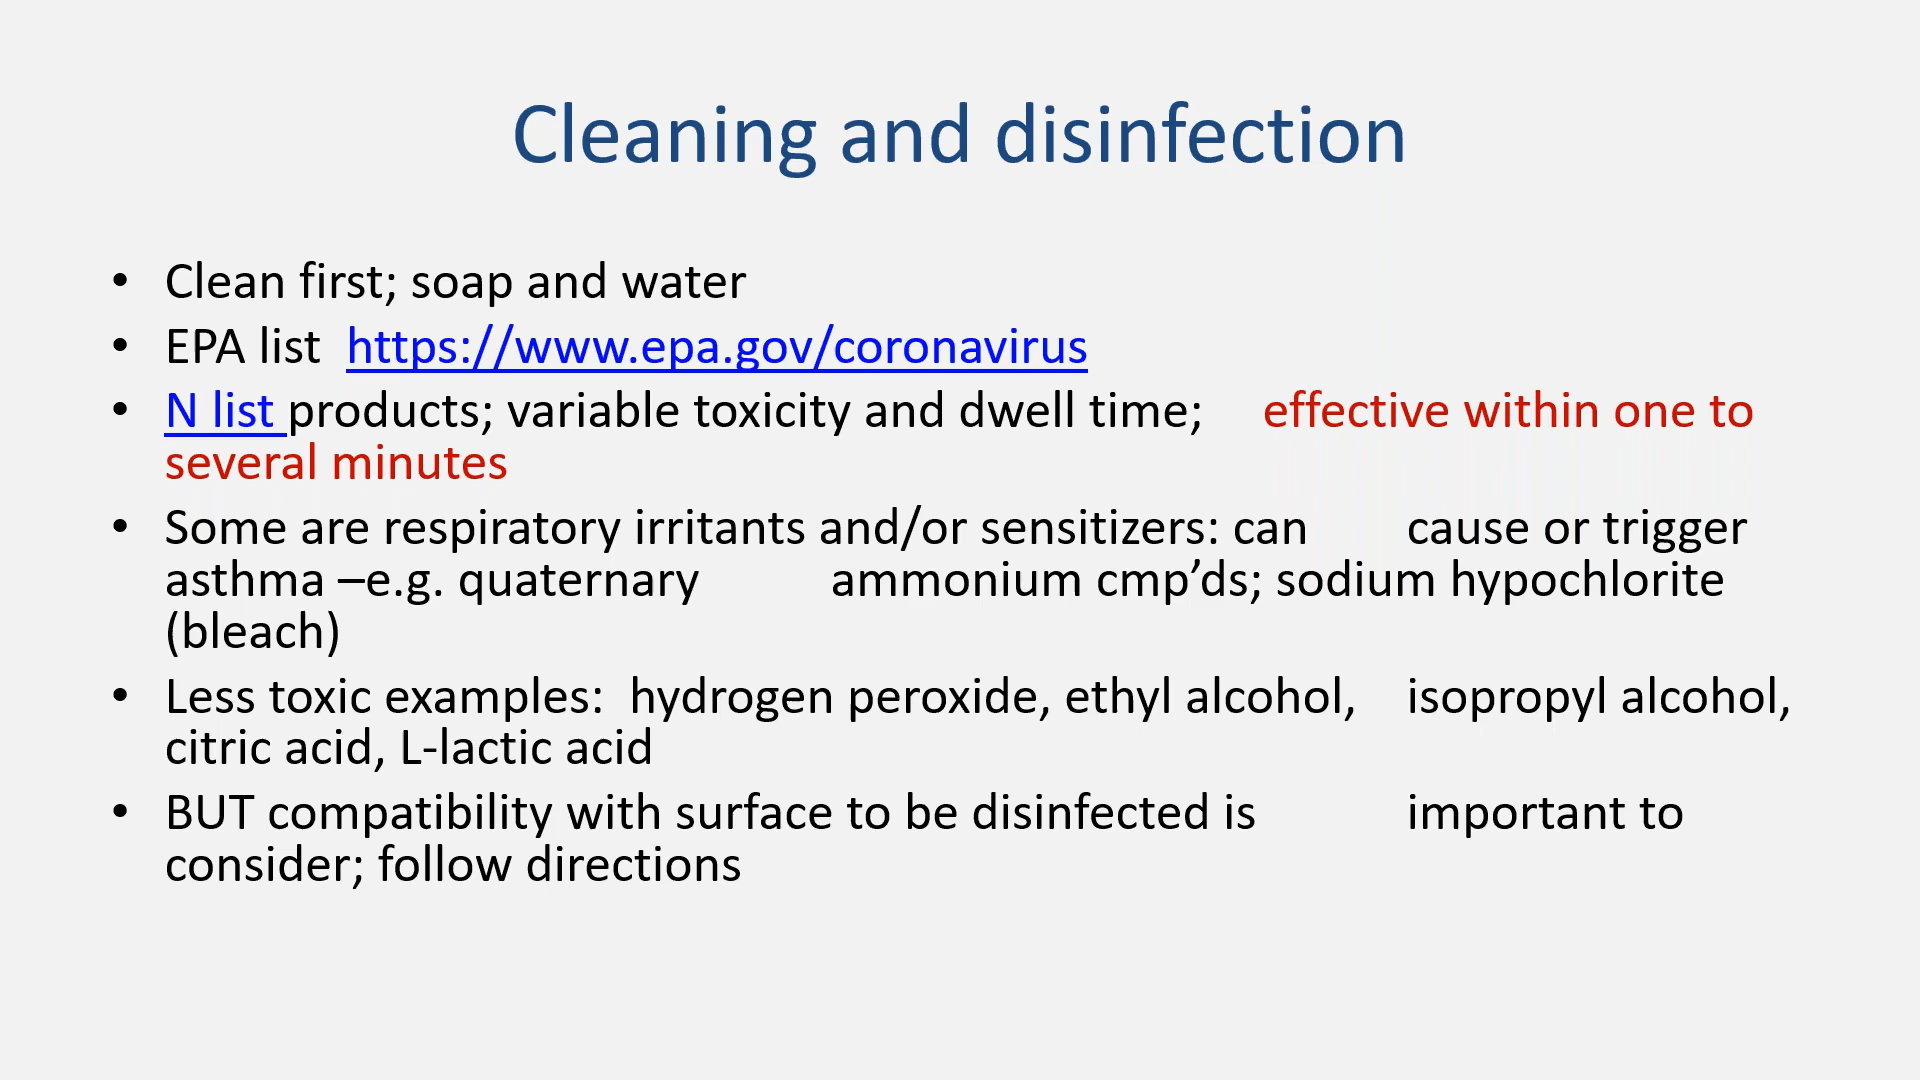 Cleaning and disinfection
• Clean first; soap and water
• EPA list https://www.epa.gov/coronavirus
• N list products; variable toxicity and dwell time; effective within one to
several minutes
• Some are respiratory irritants and/or sensitizers: can cause or trigger
asthma –e.g. quaternary ammonium cmp’ds; sodium hypochlorite
(bleach)
• Less toxic examples: hydrogen peroxide, ethyl alcohol, isopropyl alcohol,
citric acid, L-lactic acid
• BUT compatibility with surface to be disinfected is important to
consider; follow directions